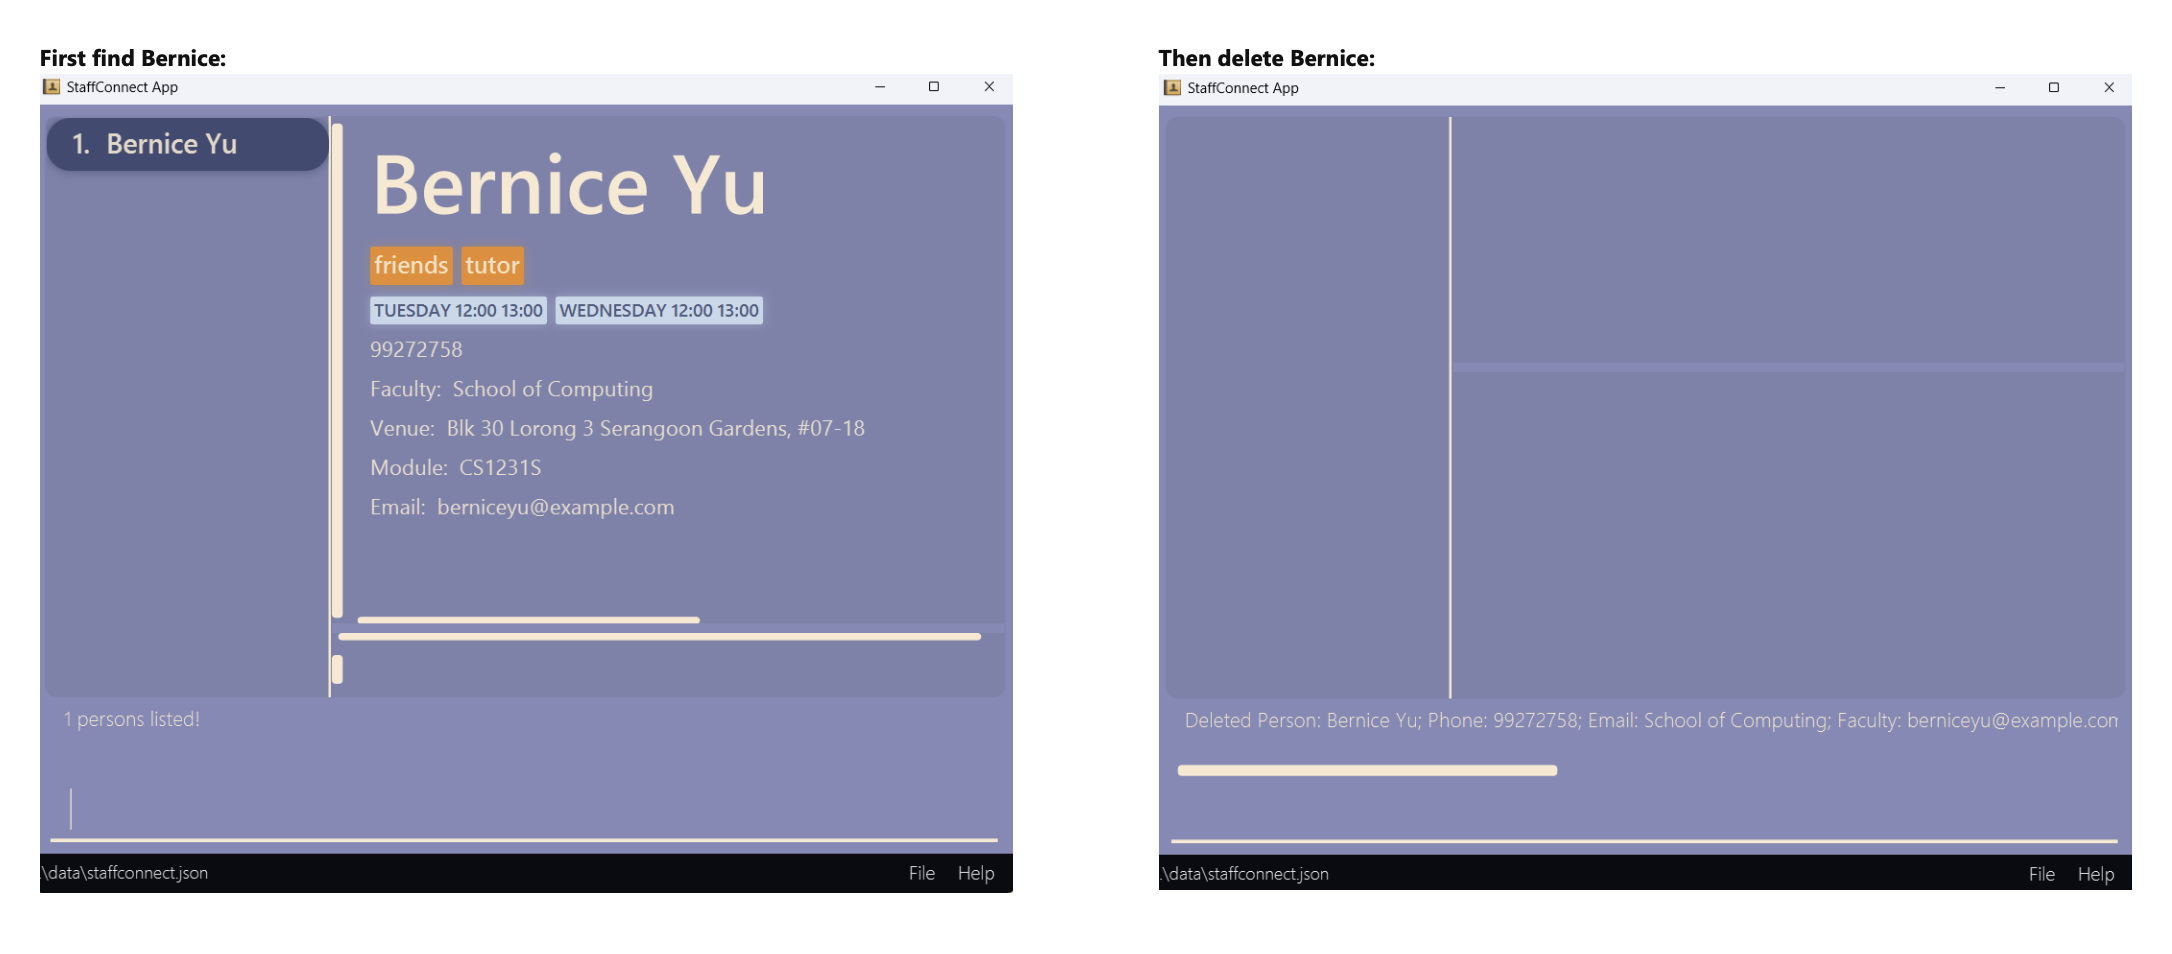 First find Bernice:
StaffConnect App
1. Bernice Yu
Bernice Yu
friends tutor
TUESDAY 12:00 13:00 WEDNESDAY 12:00 13:00
99272758
Faculty: School of Computing
Venue: Blk 30 Lorong 3 Serangoon Gardens, #07-18
Module: CS1231S
Email: berniceyu@example.com
1 persons listed!
.\data\staffconnect.json
File Help
Then delete Bernice:
StaffConnect App
Deleted Person: Bernice Yu; Phone: 99272758; Email: School of Computing; Faculty: berniceyu@example.com
.\data\staffconnect.json
File Help